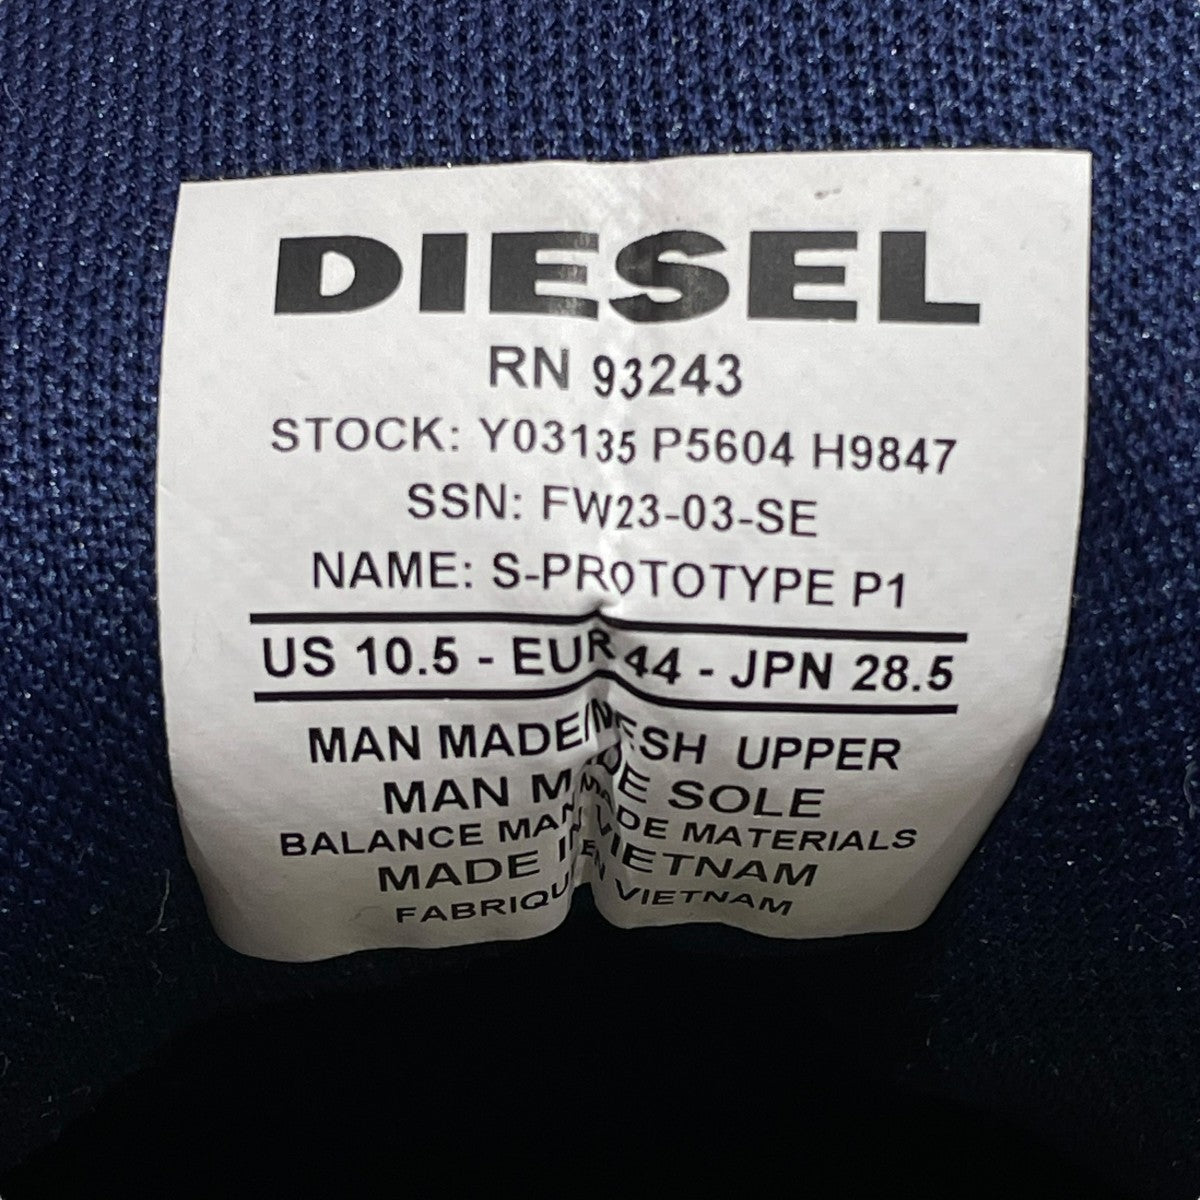 DIESEL
RN 93243
STOCK: Y03135 P5604 H9847
SSN: FW23-03-SE
NAME: S-PROTOTYPE P1
US 10.5 - EUR 44 - JPN 28.5
MAN MADE/MESH UPPER
MAN MADE SOLE
BALANCE MAN MADE MATERIALS
MADE IN VIETNAM
FABRIQUE EN VIETNAM